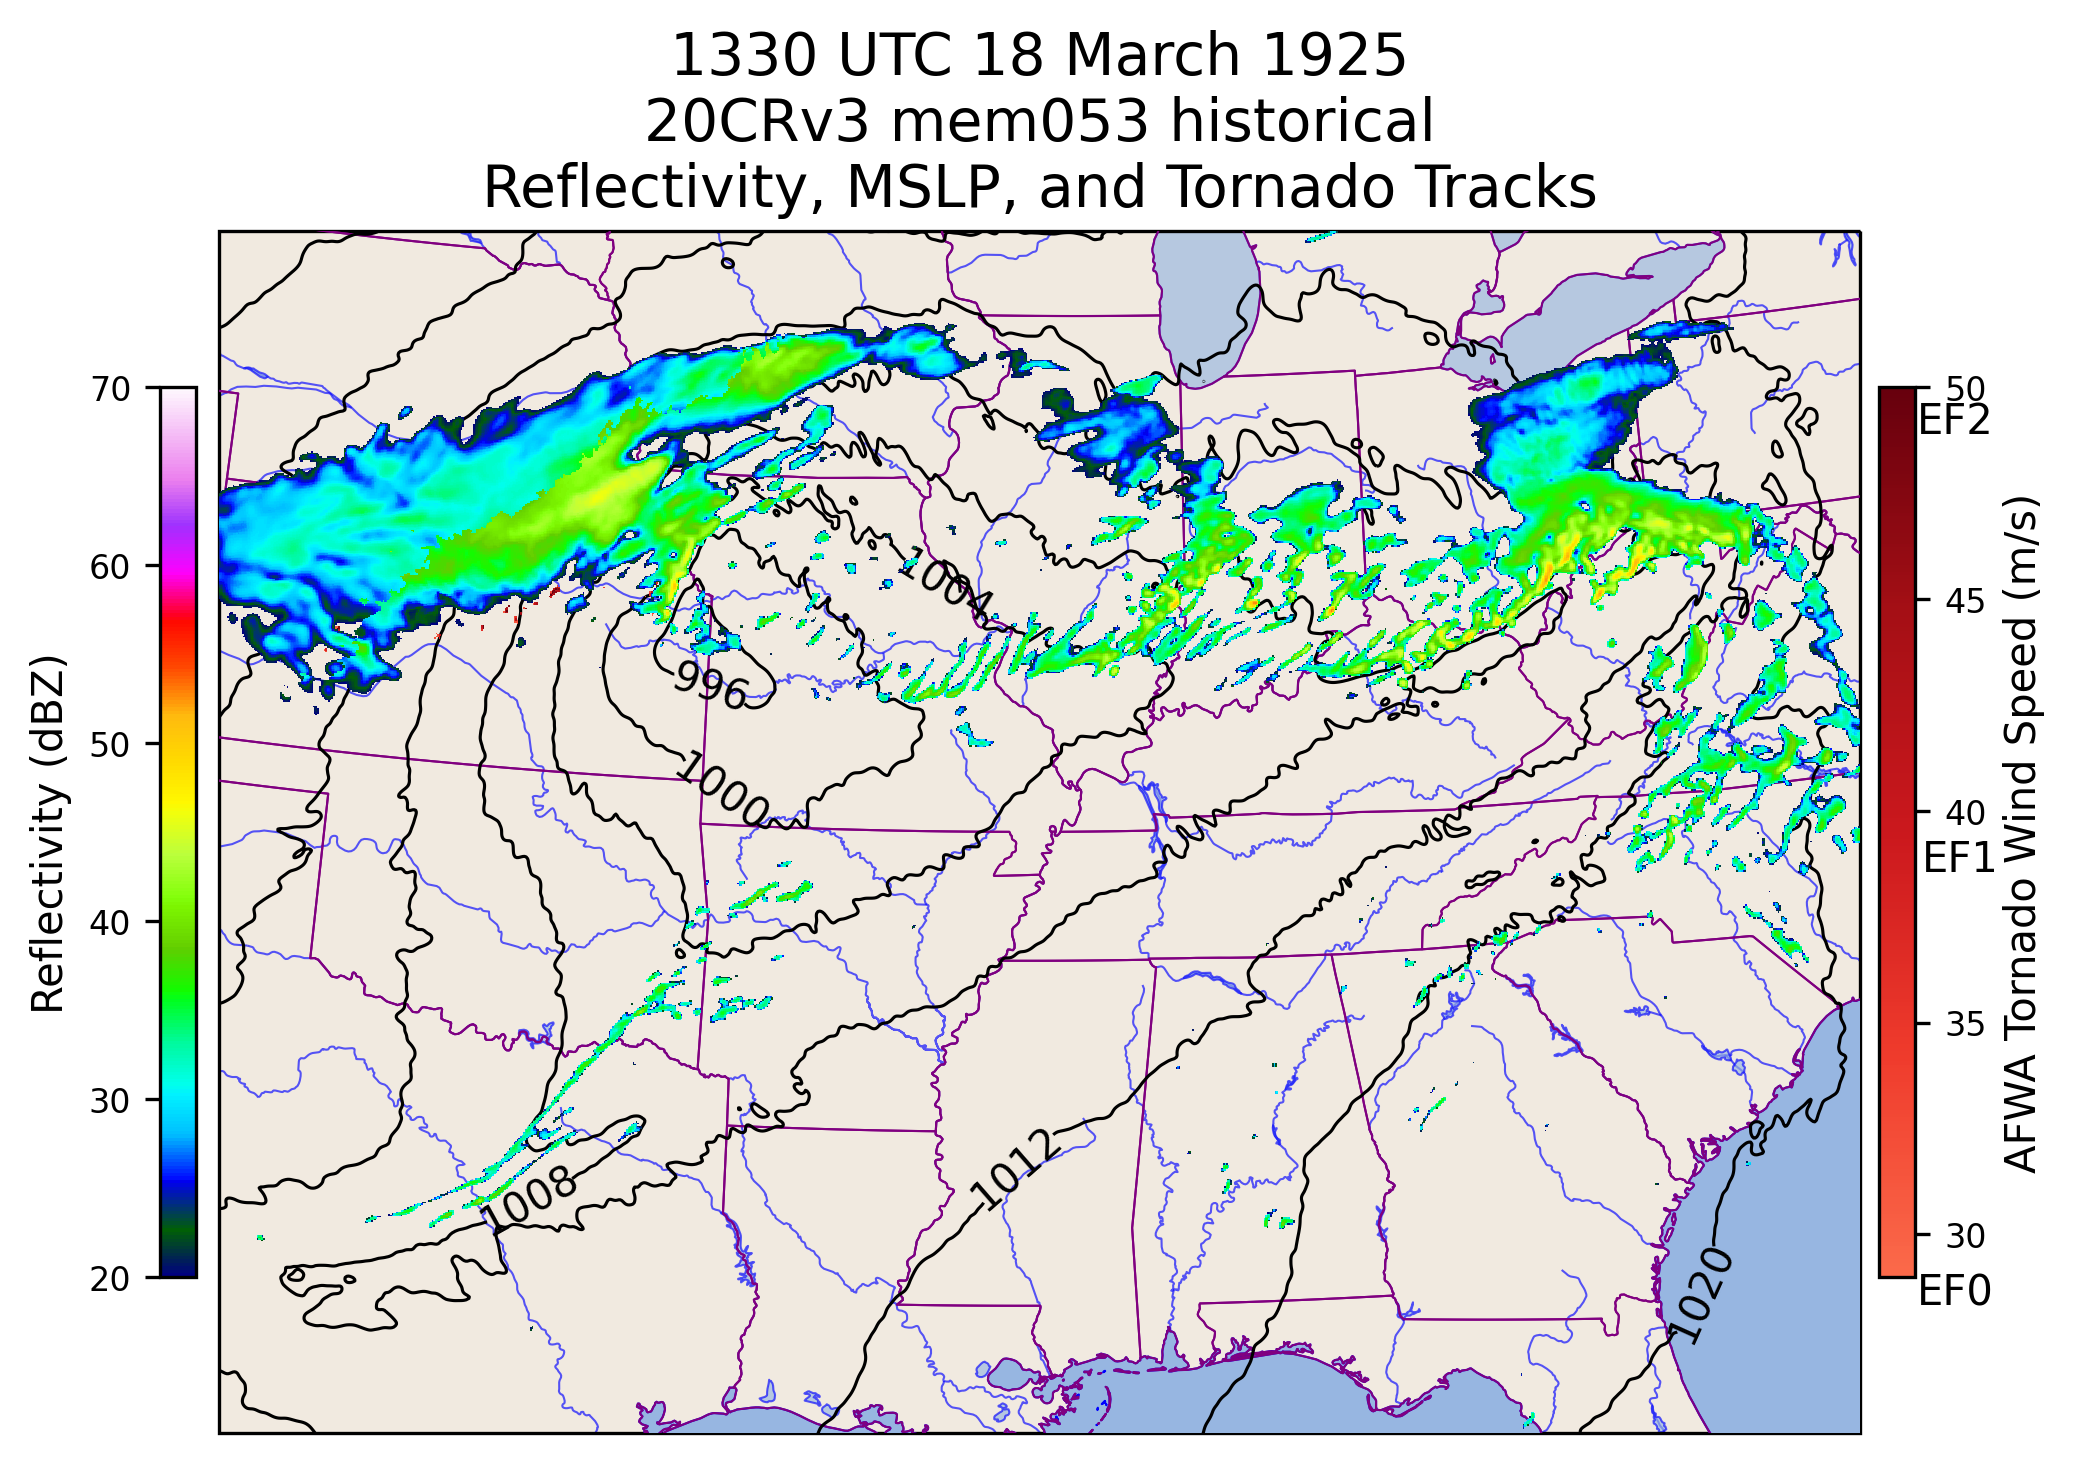 1330 UTC 18 March 1925
20CRv3 mem053 historical
Reflectivity, MSLP, and Tornado Tracks
Reflectivity (dBZ)
70
60
50
40
30
20
1004
996
1000
1008
1012
1020
50
EF2
45
40
EF1
35
30
EF0
AFWA Tornado Wind Speed (m/s)